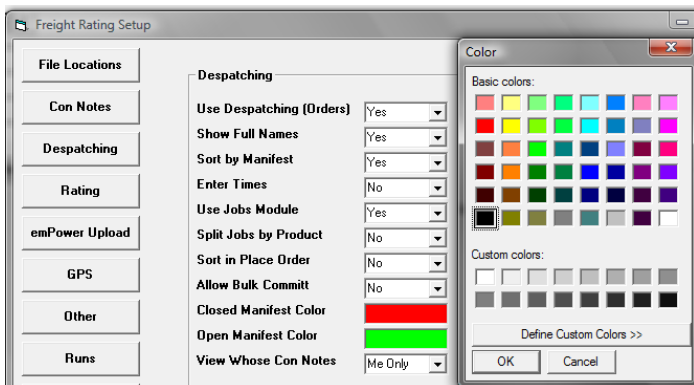 Freight Rating Setup
File Locations
Con Notes
Despatching
Rating
emPower Upload
GPS
Other
Runs
Despatching
Use Despatching (Orders) Yes
Show Full Names Yes
Sort by Manifest Yes
Enter Times No
Use Jobs Module Yes
Split Jobs by Product No
Sort in Place Order No
Allow Bulk Committ No
Closed Manifest Color
Open Manifest Color
View Whose Con Notes Me Only
Color
Basic colors:
Custom colors:
Define Custom Colors >>
OK Cancel